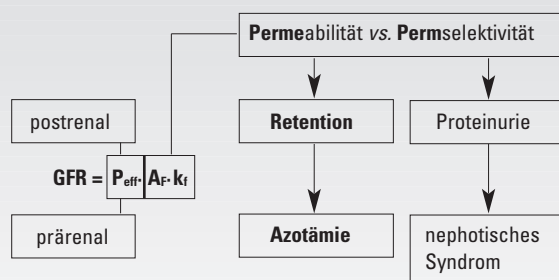 Permeabilität vs. Permselektivität
postrenal
Retention
Proteinurie
GFR = Peff· AF· kf
prärenal
Azotämie
nephotisches
Syndrom